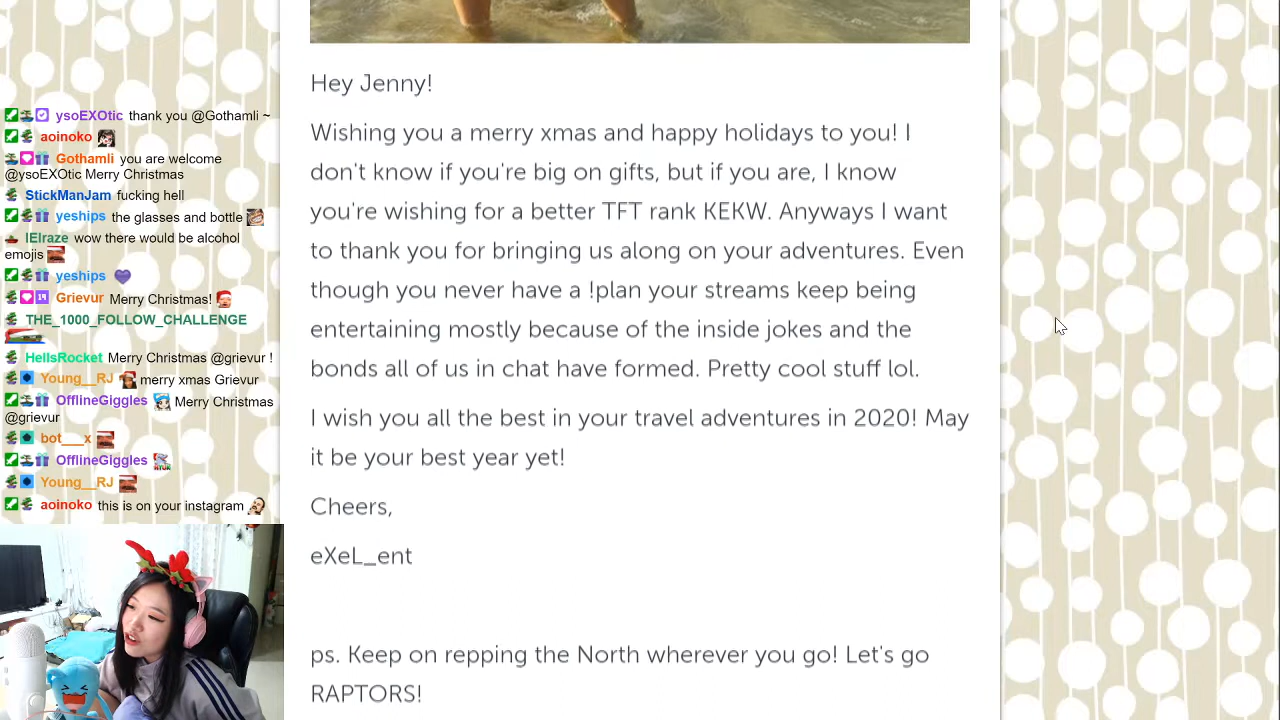 ysoEXOtic thank you @Gothamli ~
aoinoko
Gothamli you are welcome
@ysoEXOtic Merry Christmas
StickManJam fucking hell
yeships the glasses and bottle
IEIraze wow there would be alcohol
emojis
yeships
Grievur Merry Christmas!
THE_1000_FOLLOW_CHALLENGE
HellsRocket Merry Christmas @grievur !
Young__RJ merry xmas Grievur
OfflineGiggles Merry Christmas
@grievur
bot___x
OfflineGiggles
Young__RJ
aoinoko this is on your instagram
Hey Jenny!
Wishing you a merry xmas and happy holidays to you! I
don't know if you're big on gifts, but if you are, I know
you're wishing for a better TFT rank KEKW. Anyways I want
to thank you for bringing us along on your adventures. Even
though you never have a !plan your streams keep being
entertaining mostly because of the inside jokes and the
bonds all of us in chat have formed. Pretty cool stuff lol.
I wish you all the best in your travel adventures in 2020! May
it be your best year yet!
Cheers,
eXeL_ent
ps. Keep on repping the North wherever you go! Let's go
RAPTORS!